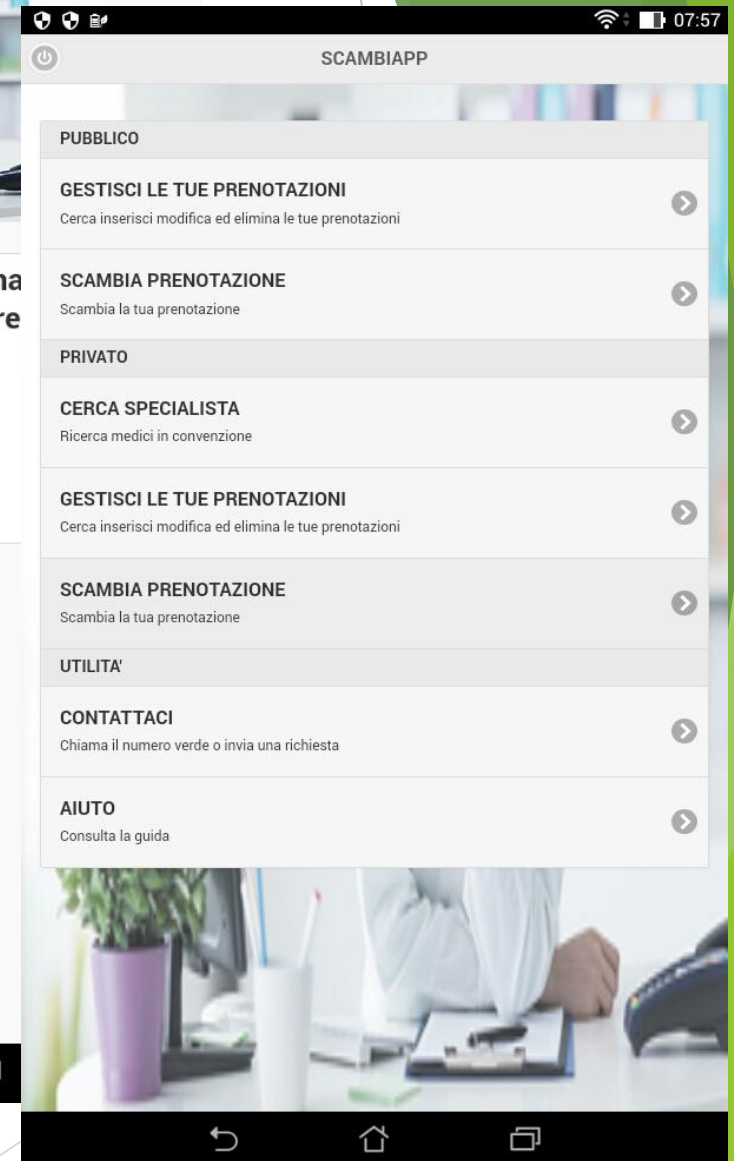 07:57
SCAMBIAPP
PUBBLICO
GESTISCI LE TUE PRENOTAZIONI
Cerca inserisci modifica ed elimina le tue prenotazioni
SCAMBIA PRENOTAZIONE
Scambia la tua prenotazione
PRIVATO
CERCA SPECIALISTA
Ricerca medici in convenzione
GESTISCI LE TUE PRENOTAZIONI
Cerca inserisci modifica ed elimina le tue prenotazioni
SCAMBIA PRENOTAZIONE
Scambia la tua prenotazione
UTILITA'
CONTATTACI
Chiama il numero verde o invia una richiesta
AIUTO
Consulta la guida